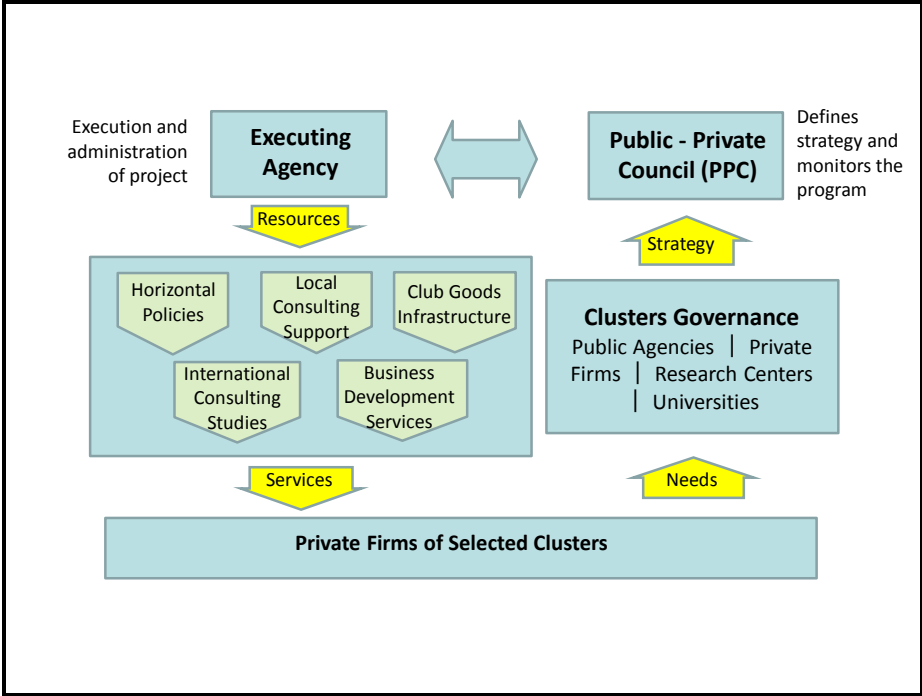 Execution and
administration
of project
Executing
Agency
Public - Private
Council (PPC)
Defines
strategy and
monitors the
program
Resources
Strategy
Horizontal
Policies
Local
Consulting
Support
Club Goods
Infrastructure
International
Consulting
Studies
Business
Development
Services
Clusters Governance
Public Agencies | Private
Firms | Research Centers
| Universities
Services
Needs
Private Firms of Selected Clusters